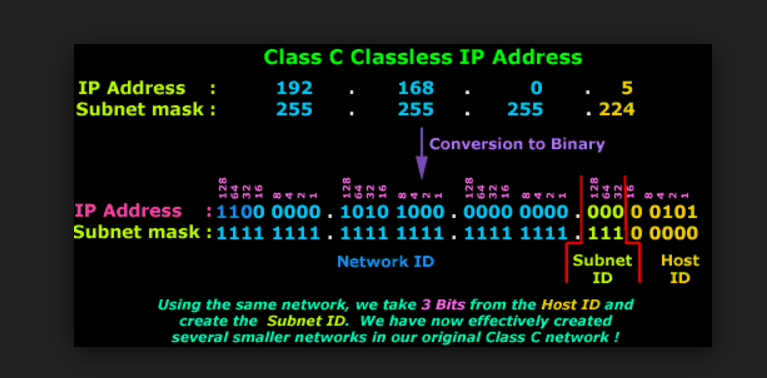 Class C Classless IP Address
IP Address : 192 . 168 . 0 . 5
Subnet mask : 255 . 255 . 255 . 224
Conversion to Binary
128 64 32 16 8 4 2 1 128 64 32 16 8 4 2 1 128 64 32 16 8 4 2 1 128 64 32 16 8 4 2 1
IP Address : 1100 0000 . 1010 1000 . 0000 0000 . 000 0 0101
Subnet mask : 1111 1111 . 1111 1111 . 1111 1111 . 111 0 0000
Network ID
Subnet ID
Host ID
Using the same network, we take 3 Bits from the Host ID and
create the Subnet ID. We have now effectively created
several smaller networks in our original Class C network !